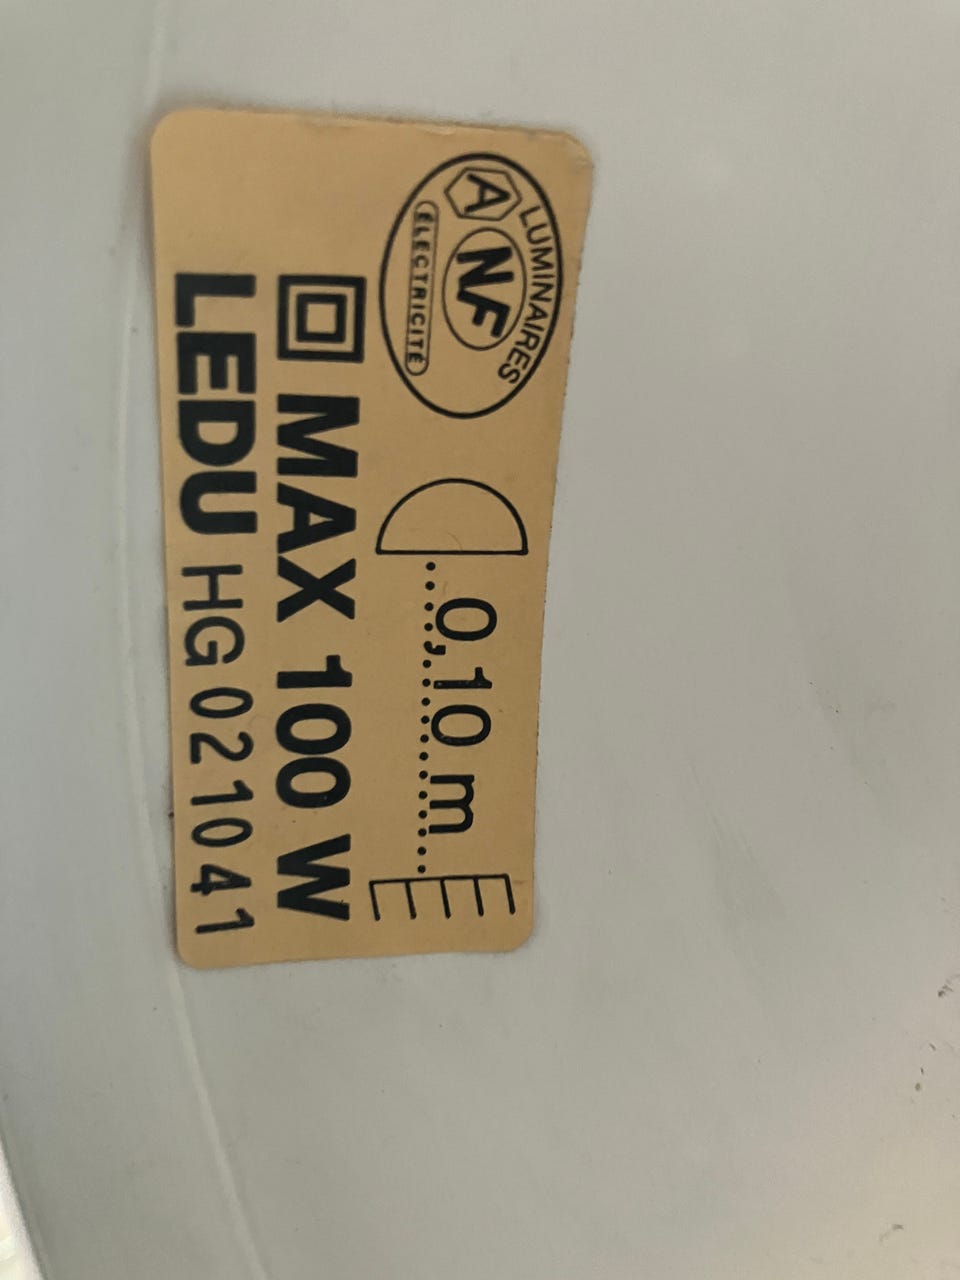 LUMINAIRES
A NF
ÉLECTRICITÉ
0,10 m
MAX 100 W
LEDU HG 021041